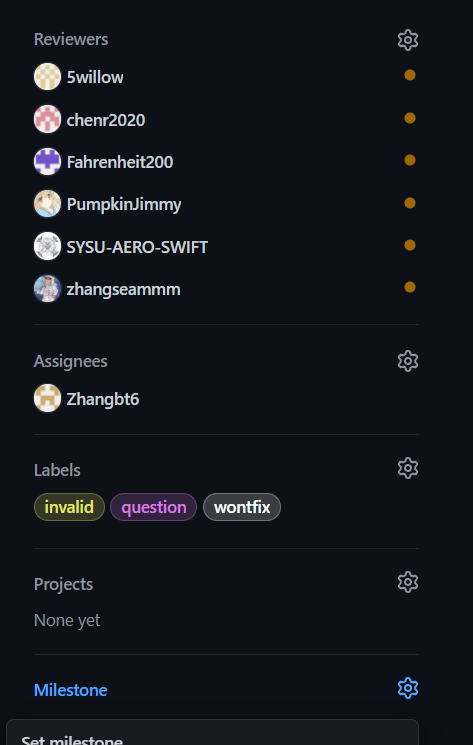 Reviewers
5willow
chenr2020
Fahrenheit200
PumpkinJimmy
SYSU-AERO-SWIFT
zhangseammm
Assignees
Zhangbt6
Labels
invalid question wontfix
Projects
None yet
Milestone
Set milestone